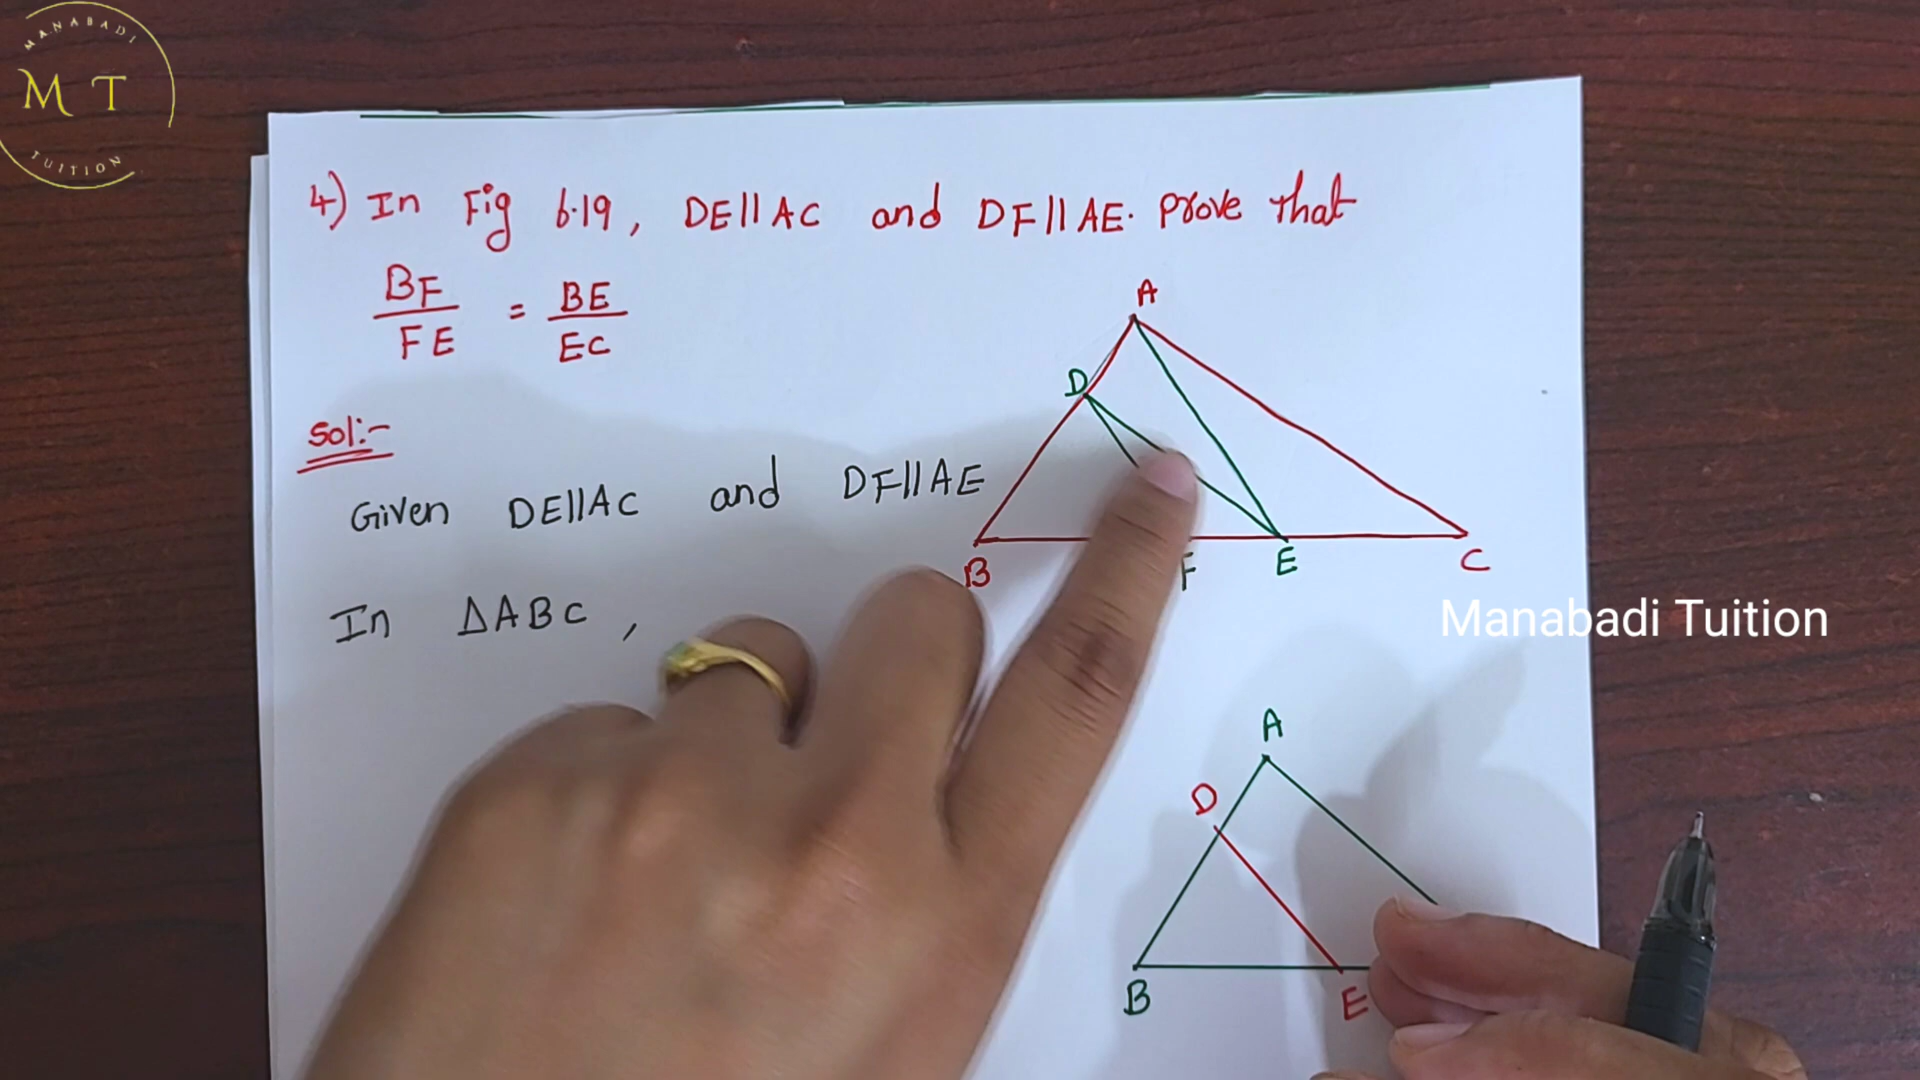 MANABADI
M T
TUITION
4) In Fig 6.19, DE||AC and DF||AE. prove that
BF/FE = BE/EC
A
D
Sol:-
Given DE||AC and DF||AE
B F E C
In ΔABC,
Manabadi Tuition
A
D
B E